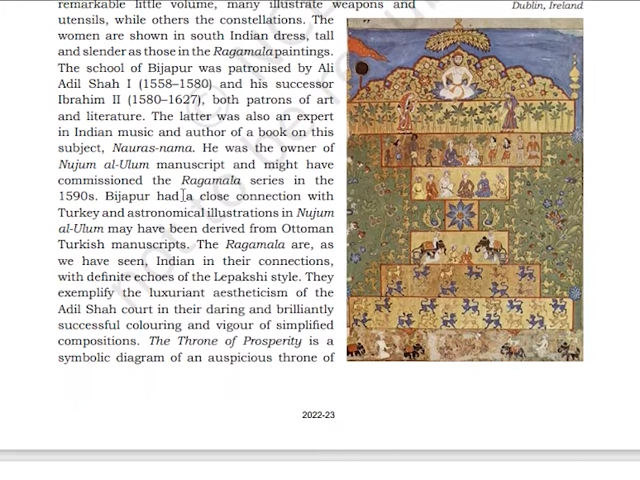 remarkable little volume, many illustrate weapons and
utensils, while others the constellations. The
women are shown in south Indian dress, tall
and slender as those in the Ragamala paintings.
The school of Bijapur was patronised by Ali
Adil Shah I (1558–1580) and his successor
Ibrahim II (1580–1627), both patrons of art
and literature. The latter was also an expert
in Indian music and author of a book on this
subject, Nauras-nama. He was the owner of
Nujum al-Ulum manuscript and might have
commissioned the Ragamala series in the
1590s. Bijapur had a close connection with
Turkey and astronomical illustrations in Nujum
al-Ulum may have been derived from Ottoman
Turkish manuscripts. The Ragamala are, as
we have seen, Indian in their connections,
with definite echoes of the Lepakshi style. They
exemplify the luxuriant aestheticism of the
Adil Shah court in their daring and brilliantly
successful colouring and vigour of simplified
compositions. The Throne of Prosperity is a
symbolic diagram of an auspicious throne of
Dublin, Ireland
2022-23
not to be